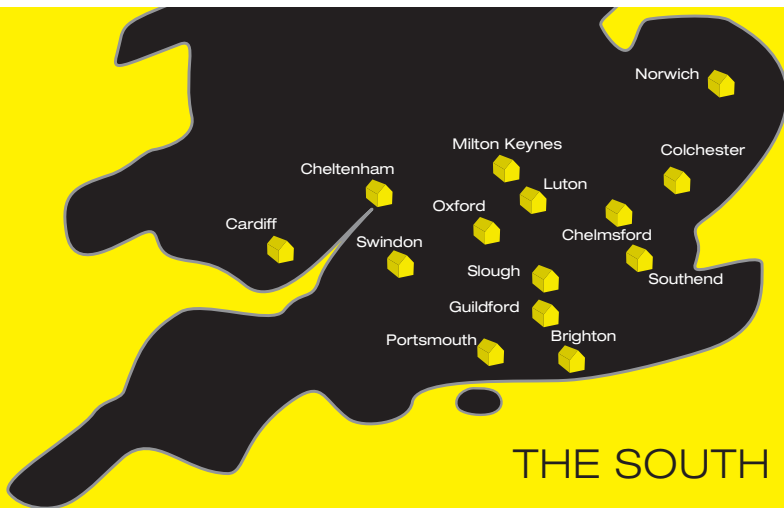 Norwich
Milton Keynes
Colchester
Cheltenham
Luton
Oxford
Cardiff
Chelmsford
Swindon
Slough
Southend
Guildford
Portsmouth
Brighton
THE SOUTH